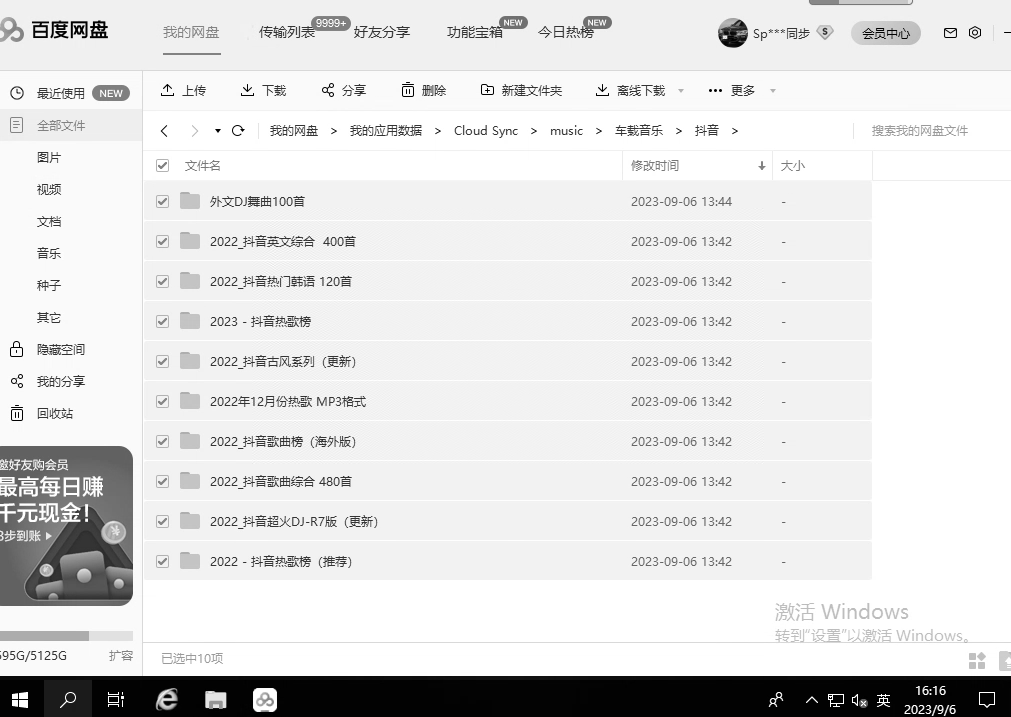 百度网盘
我的网盘
传输列表
9999+
好友分享
功能宝箱
NEW
今日热榜
NEW
Sp***同步
会员中心
最近使用
NEW
全部文件
图片
视频
文档
音乐
种子
其它
隐藏空间
我的分享
回收站
邀好友购会员
最高每日赚
千元现金!
3步到账
595G/5125G
扩容
上传
下载
分享
删除
新建文件夹
离线下载
更多
我的网盘 > 我的应用数据 > Cloud Sync > music > 车载音乐 > 抖音 >
搜索我的网盘文件
文件名 修改时间 大小
外文DJ舞曲100首 2023-09-06 13:44 -
2022_抖音英文综合 400首 2023-09-06 13:42 -
2022_抖音热门韩语 120首 2023-09-06 13:42 -
2023 - 抖音热歌榜 2023-09-06 13:42 -
2022_抖音古风系列（更新） 2023-09-06 13:42 -
2022年12月份热歌 MP3格式 2023-09-06 13:42 -
2022_抖音歌曲榜（海外版） 2023-09-06 13:42 -
2022_抖音歌曲综合 480首 2023-09-06 13:42 -
2022_抖音超火DJ-R7版（更新） 2023-09-06 13:42 -
2022 - 抖音热歌榜（推荐） 2023-09-06 13:42 -
激活 Windows
转到"设置"以激活 Windows。
已选中10项
英
16:16
2023/9/6